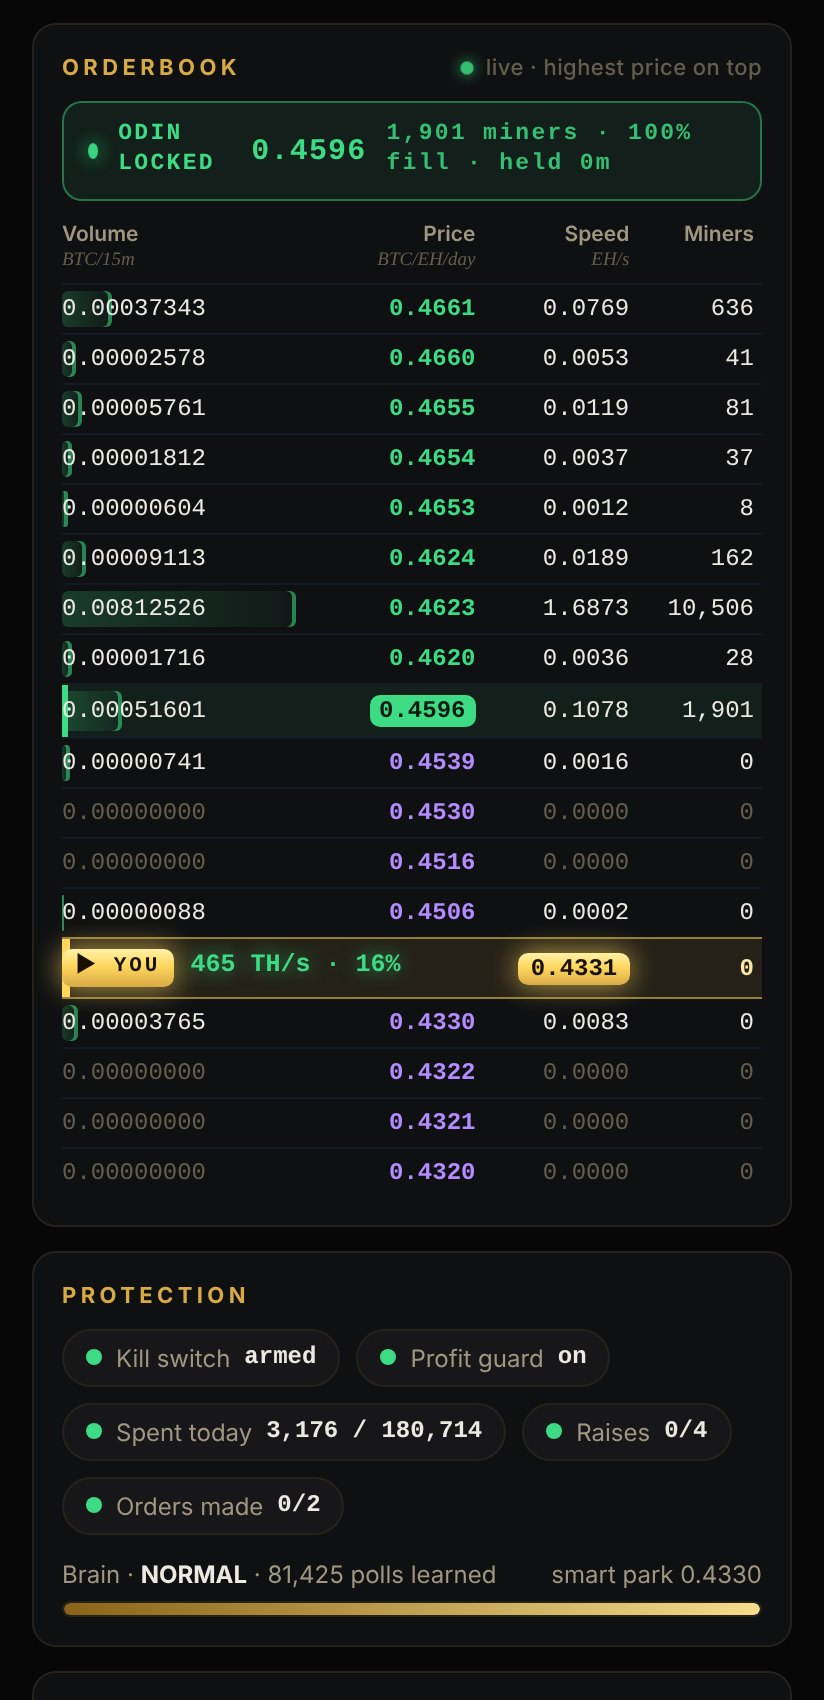 ORDERBOOK live · highest price on top
ODIN LOCKED 0.4596 1,901 miners · 100% fill · held 0m
Volume Price Speed Miners
BTC/15m BTC/EH/day EH/s
0.00037343 0.4661 0.0769 636
0.00002578 0.4660 0.0053 41
0.00005761 0.4655 0.0119 81
0.00001812 0.4654 0.0037 37
0.00000604 0.4653 0.0012 8
0.00009113 0.4624 0.0189 162
0.00812526 0.4623 1.6873 10,506
0.00001716 0.4620 0.0036 28
0.00051601 0.4596 0.1078 1,901
0.00000741 0.4539 0.0016 0
0.00000000 0.4530 0.0000 0
0.00000000 0.4516 0.0000 0
0.00000088 0.4506 0.0002 0
▶ YOU 465 TH/s · 16% 0.4331 0
0.00003765 0.4330 0.0083 0
0.00000000 0.4322 0.0000 0
0.00000000 0.4321 0.0000 0
0.00000000 0.4320 0.0000 0
PROTECTION
Kill switch armed Profit guard on
Spent today 3,176 / 180,714 Raises 0/4
Orders made 0/2
Brain · NORMAL · 81,425 polls learned smart park 0.4330